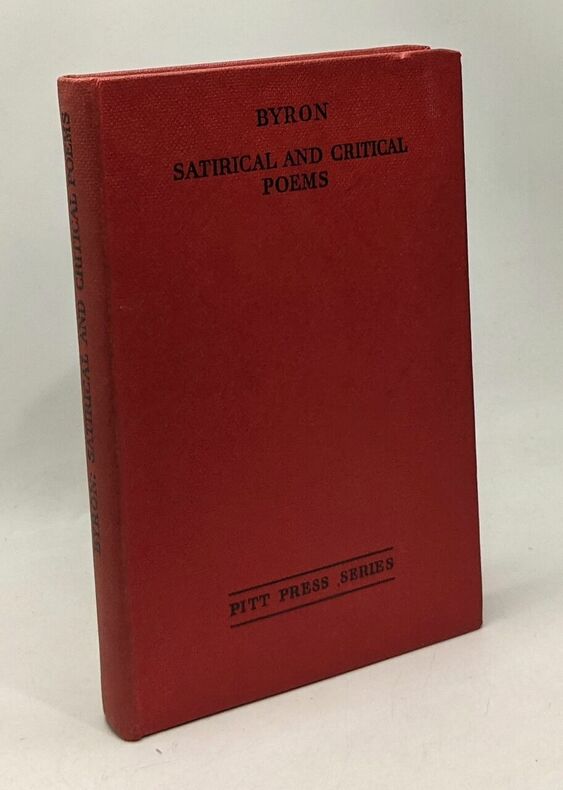 BYRON
SATIRICAL AND CRITICAL
POEMS
PITT PRESS SERIES
BYRON: SATIRICAL AND CRITICAL POEMS